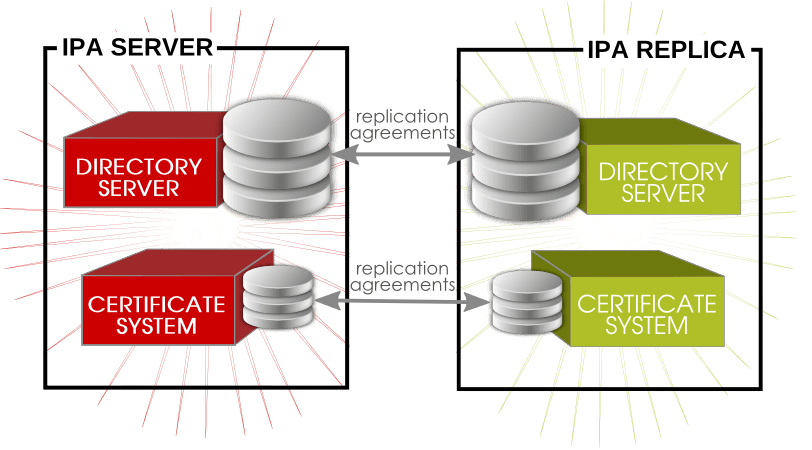 IPA SERVER
IPA REPLICA
replication
agreements
DIRECTORY
SERVER
DIRECTORY
SERVER
replication
agreements
CERTIFICATE
SYSTEM
CERTIFICATE
SYSTEM